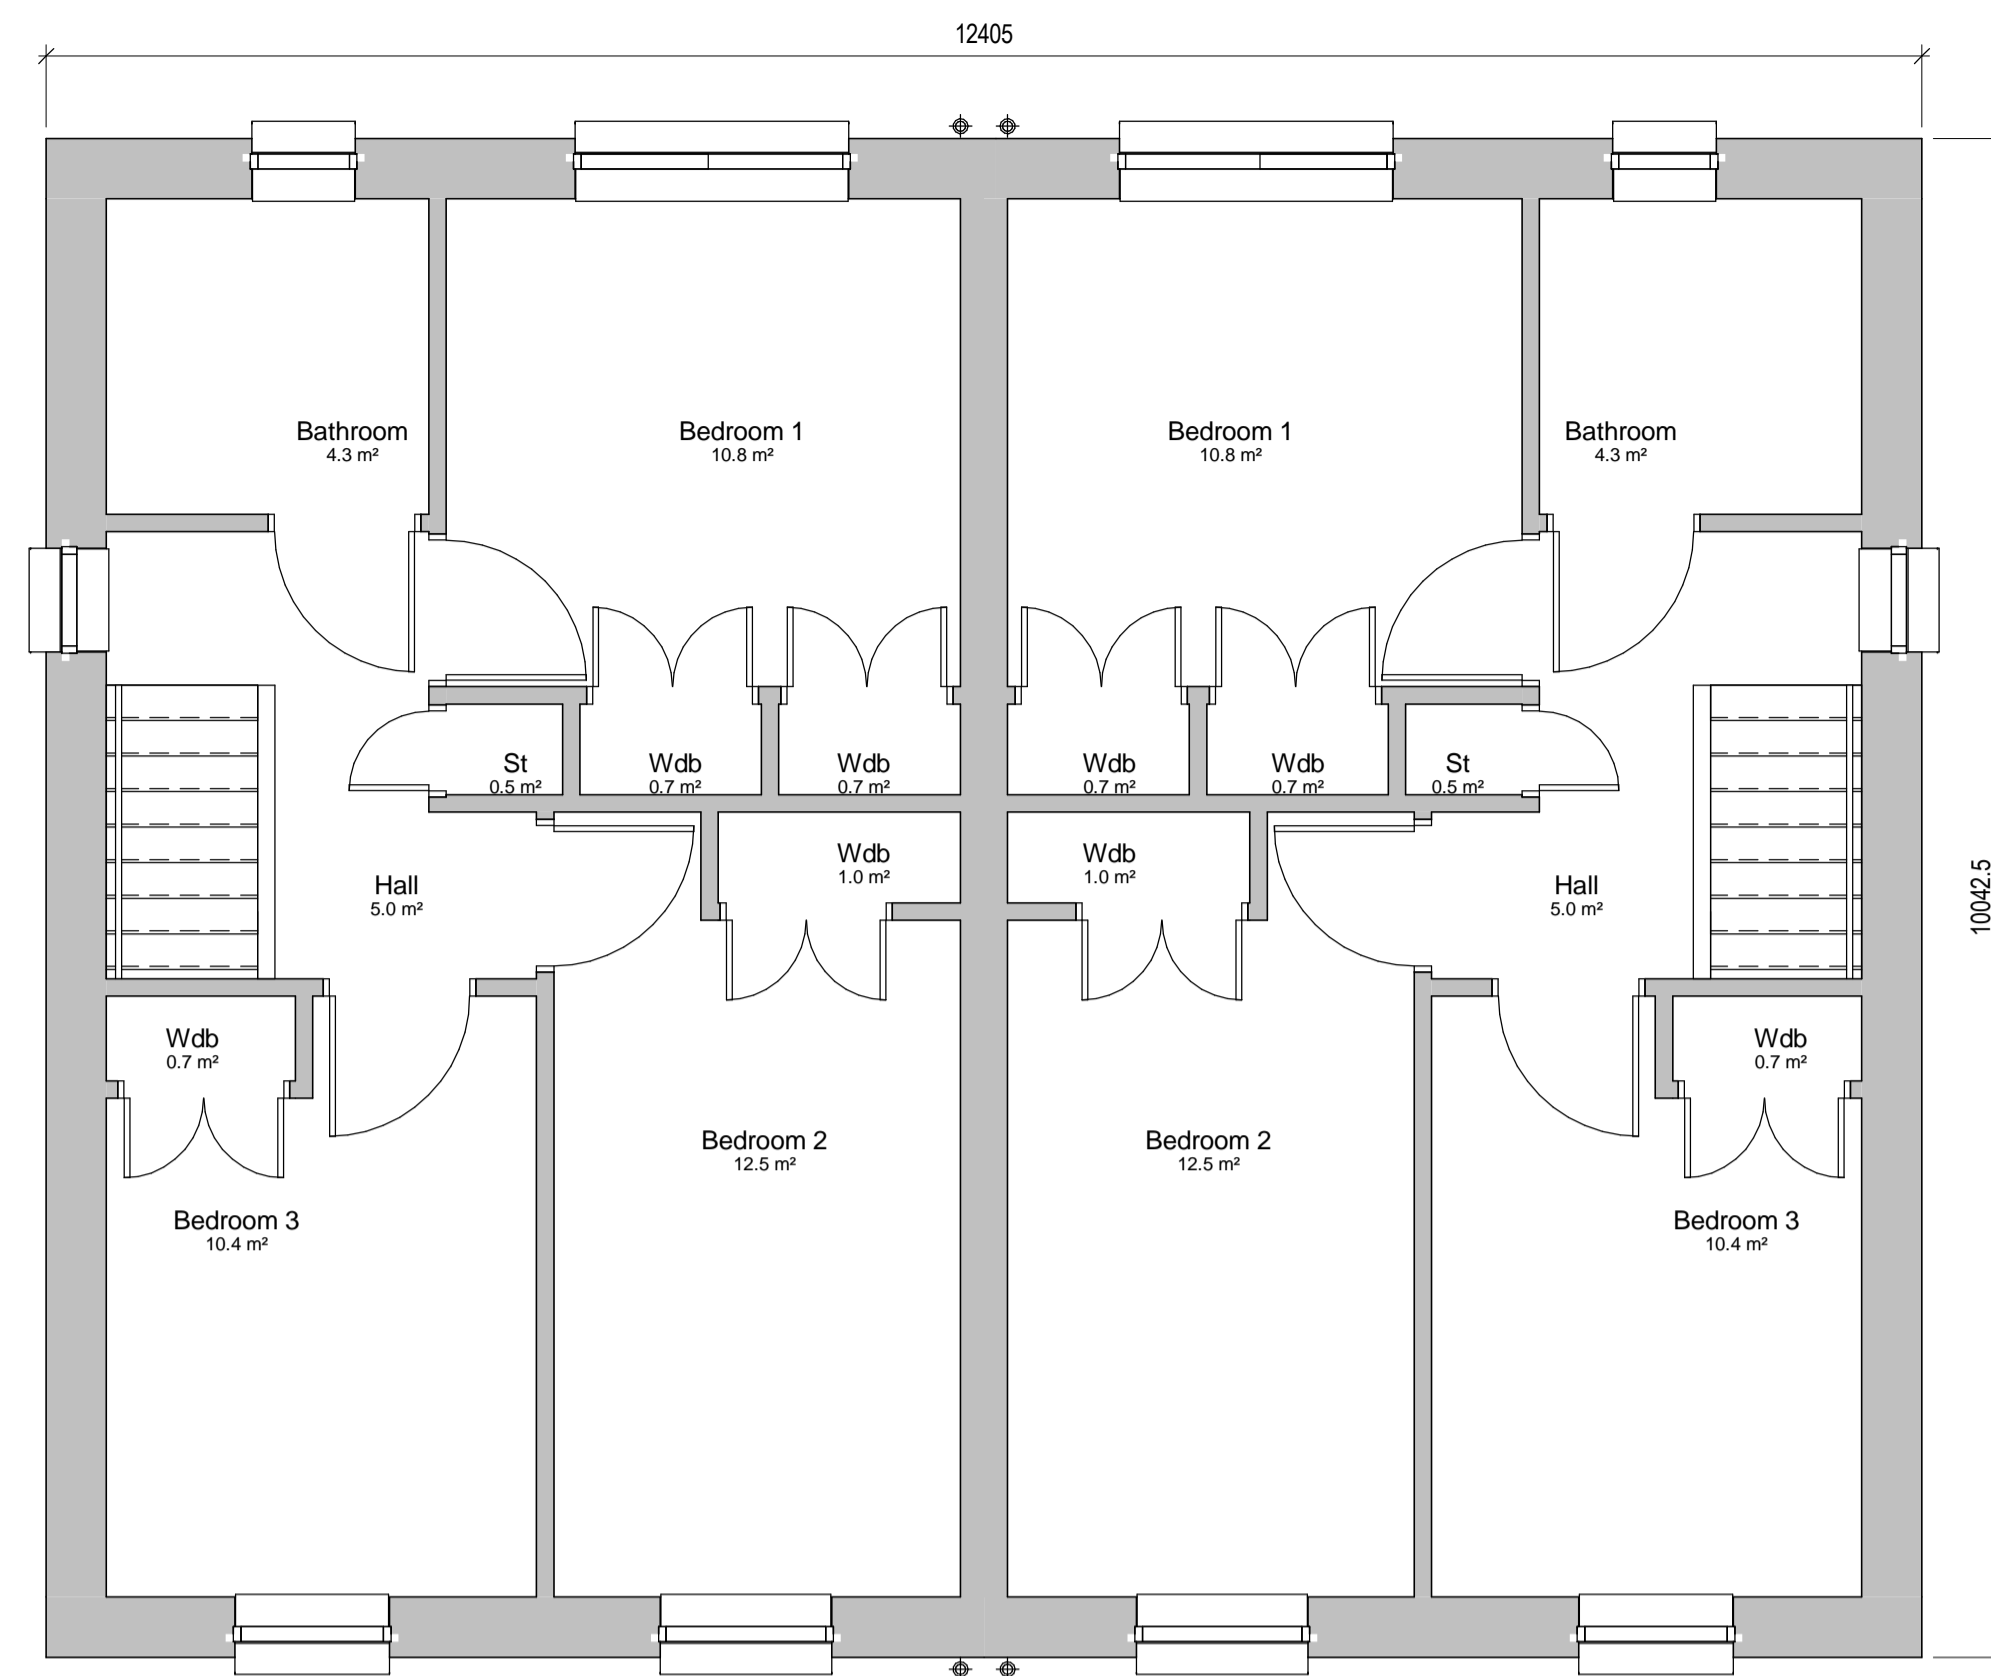 12405
Bathroom
4.3 m²
Bedroom 1
10.8 m²
Bedroom 1
10.8 m²
Bathroom
4.3 m²
St
0.5 m²
Wdb
0.7 m²
Wdb
0.7 m²
Wdb
0.7 m²
Wdb
0.7 m²
St
0.5 m²
Hall
5.0 m²
Wdb
1.0 m²
Wdb
1.0 m²
Hall
5.0 m²
10042.5
Wdb
0.7 m²
Wdb
0.7 m²
Bedroom 2
12.5 m²
Bedroom 2
12.5 m²
Bedroom 3
10.4 m²
Bedroom 3
10.4 m²